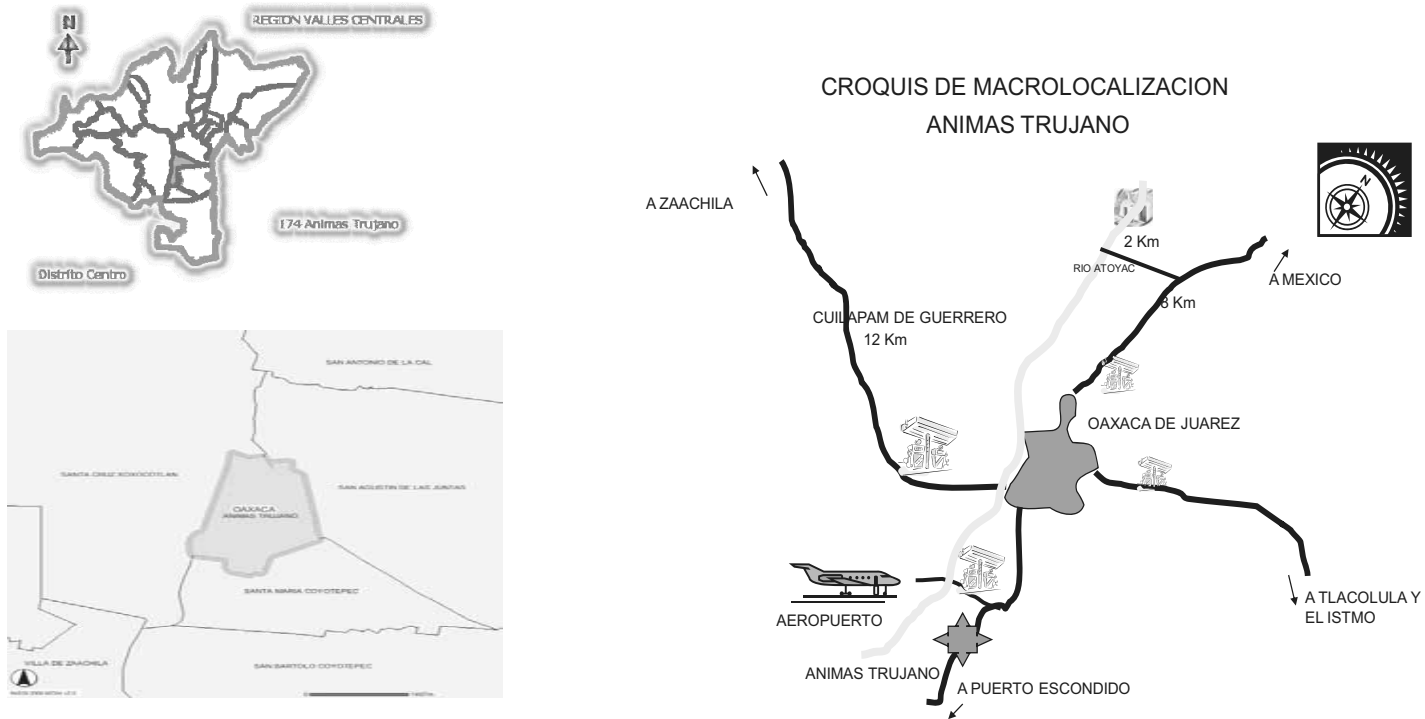 N
REGION VALLES CENTRALES
174 Animas Trujano
Distrito Centro
SAN ANTONIO DE LA CAL
SANTA CRUZ XOXOCOTLAN
SAN AGUSTIN DE LAS JUNTAS
OAXACA
ANIMAS TRUJANO
SANTA MARIA COYOTEPEC
VILLA DE ZAACHILA
SAN BARTOLO COYOTEPEC
CROQUIS DE MACROLOCALIZACION
ANIMAS TRUJANO
N
A ZAACHILA
2 Km
RIO ATOYAC
A MEXICO
8 Km
CUILAPAM DE GUERRERO
12 Km
OAXACA DE JUAREZ
AEROPUERTO
A TLACOLULA Y
EL ISTMO
ANIMAS TRUJANO
A PUERTO ESCONDIDO